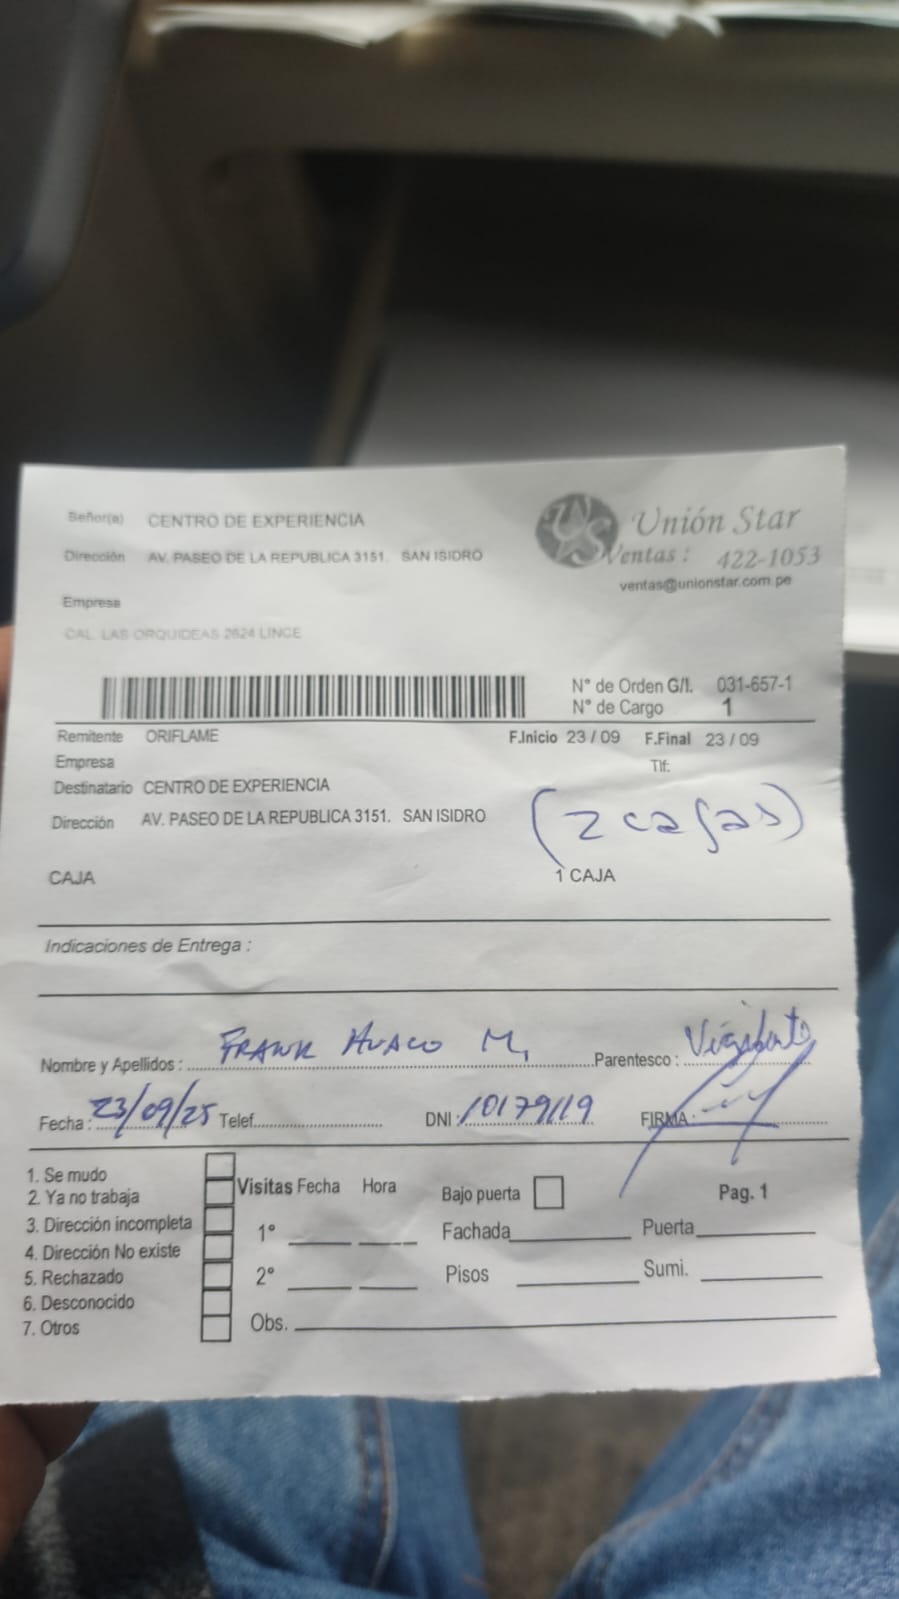 Señor(a) CENTRO DE EXPERIENCIA
Dirección AV. PASEO DE LA REPUBLICA 3151. SAN ISIDRO
Empresa
CAL. LAS ORQUIDEAS 2624 LINCE
Unión Star
Ventas : 422-1053
ventas@unionstar.com.pe
N° de Orden G/I. 031-657-1
N° de Cargo 1
Remitente ORIFLAME F.Inicio 23 / 09 F.Final 23 / 09
Empresa Tlf:
Destinatario CENTRO DE EXPERIENCIA
Dirección AV. PASEO DE LA REPUBLICA 3151. SAN ISIDRO
(2 cajas)
CAJA 1 CAJA
Indicaciones de Entrega :
Nombre y Apellidos : FRANK HUACO M. Parentesco :
Fecha : 23/09/25 Telef. DNI : 10179119 FIRMA :
1. Se mudo
2. Ya no trabaja
3. Dirección incompleta
4. Dirección No existe
5. Rechazado
6. Desconocido
7. Otros
Visitas Fecha Hora Bajo puerta Pag. 1
1° Fachada Puerta
2° Pisos Sumi.
Obs.